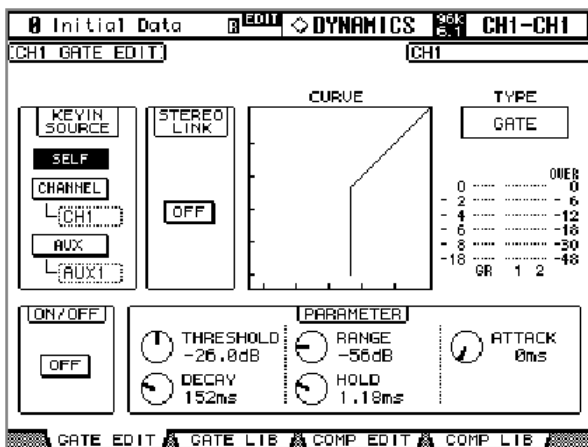 0 Initial Data R EDIT ◇DYNAMICS 96k 5.1 CH1-CH1
CH1 GATE EDIT CH1
KEYIN SOURCE
SELF
CHANNEL
CH1
AUX
AUX1
STEREO LINK
OFF
CURVE
TYPE
GATE
OVER
0 0
- 2 - 6
- 4 -12
- 6 -18
- 8 -30
-18 -48
GR 1 2
ON/OFF
OFF
PARAMETER
THRESHOLD
-26.0dB
RANGE
-56dB
ATTACK
0ms
DECAY
152ms
HOLD
1.18ms
GATE EDIT GATE LIB COMP EDIT COMP LIB